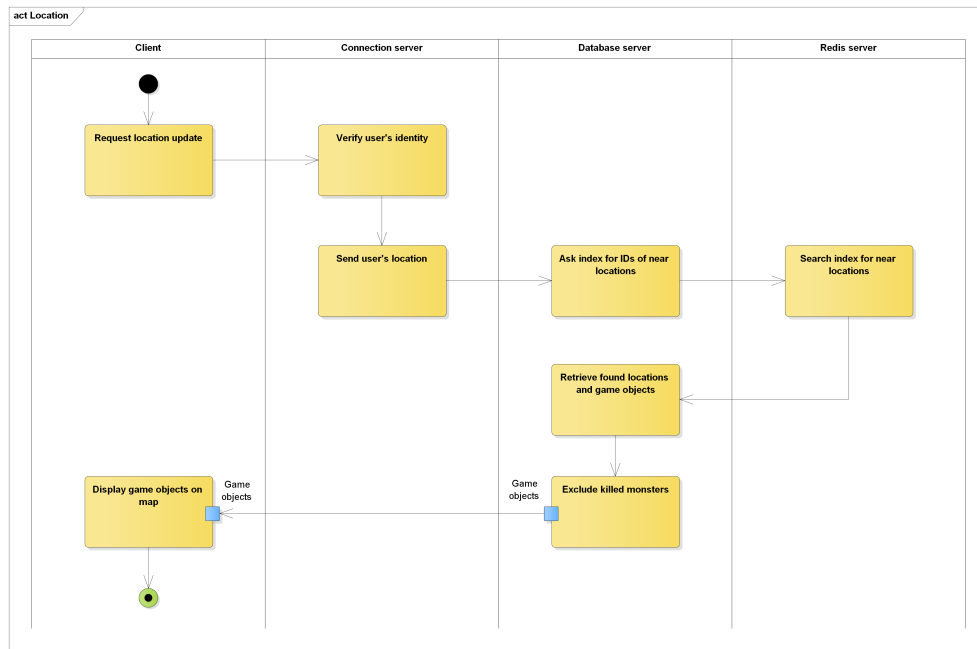 act Location
Client
Connection server
Database server
Redis server
Request location update
Verify user's identity
Send user's location
Ask index for IDs of near
locations
Search index for near
locations
Retrieve found locations
and game objects
Display game objects on
map
Game
objects
Game
objects
Exclude killed monsters